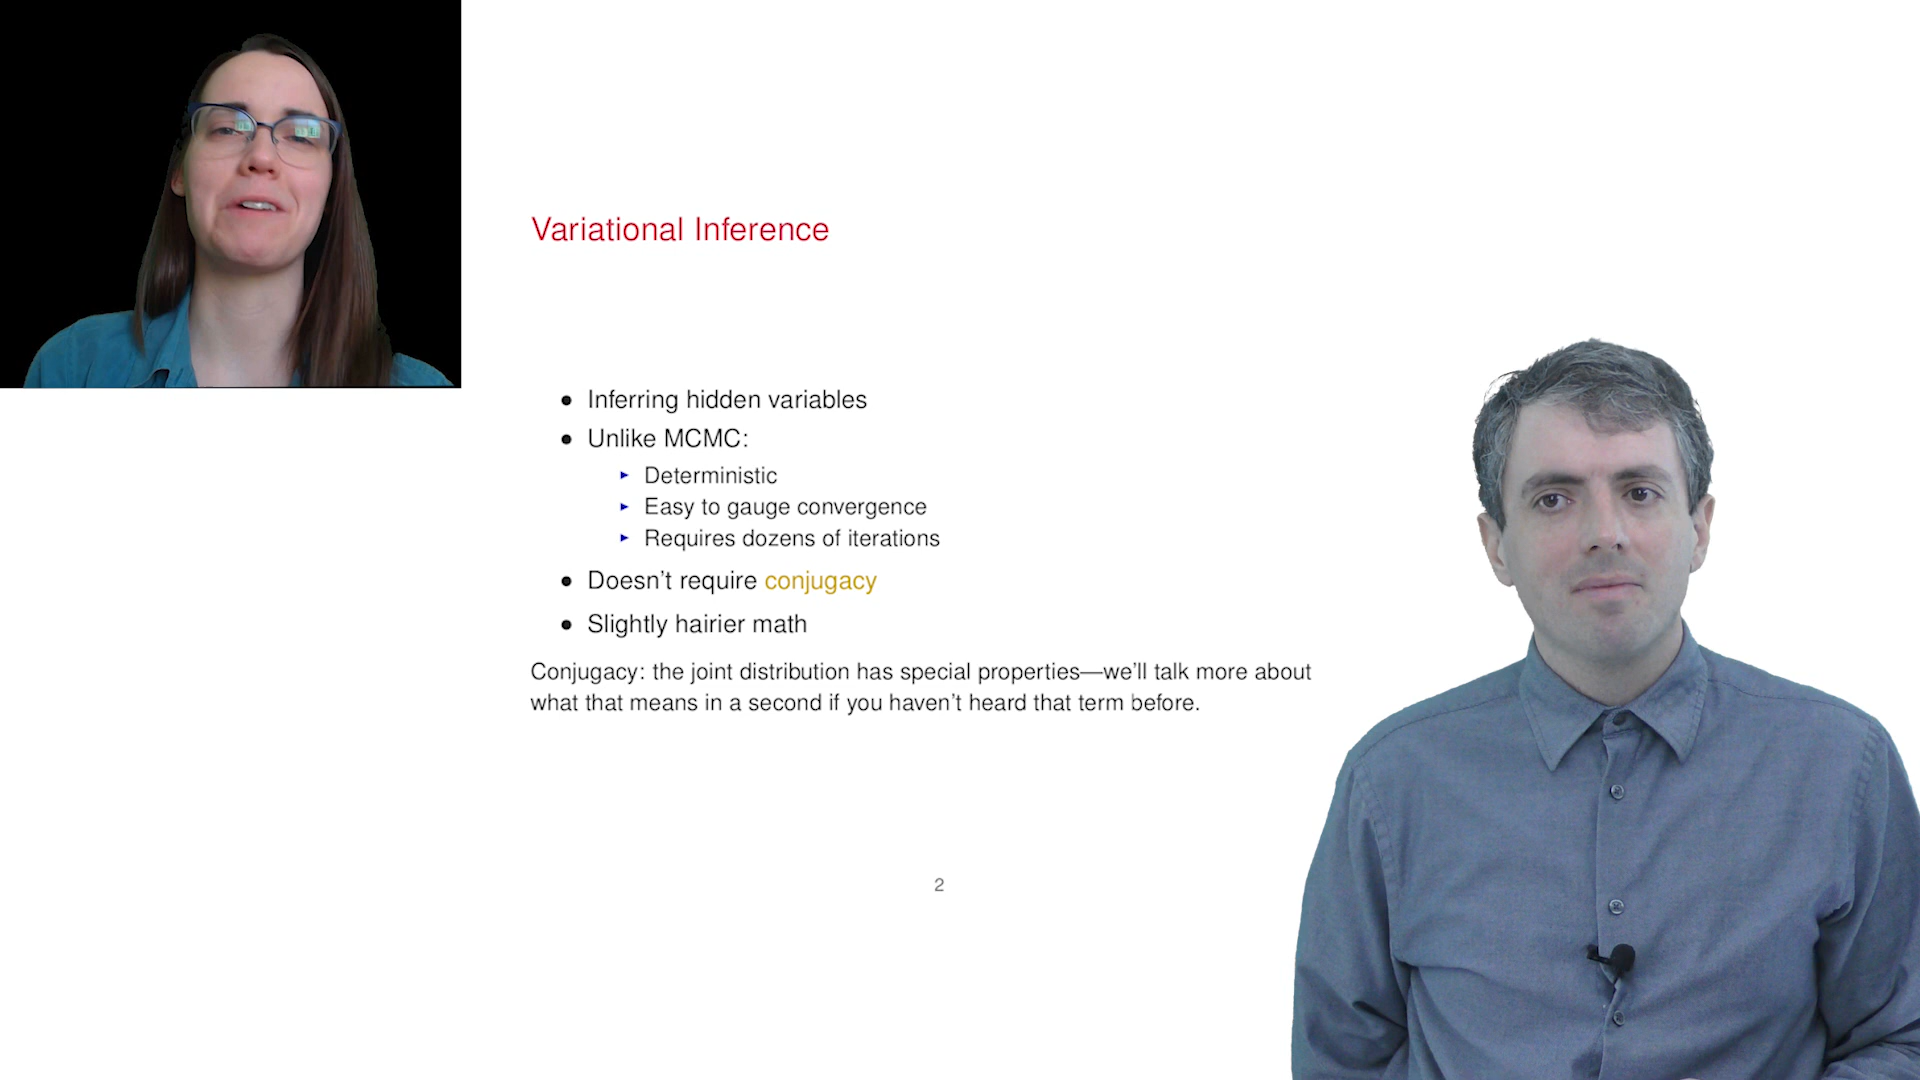 Variational Inference
• Inferring hidden variables
• Unlike MCMC:
▸ Deterministic
▸ Easy to gauge convergence
▸ Requires dozens of iterations
• Doesn't require conjugacy
• Slightly hairier math
Conjugacy: the joint distribution has special properties—we'll talk more about
what that means in a second if you haven't heard that term before.
2